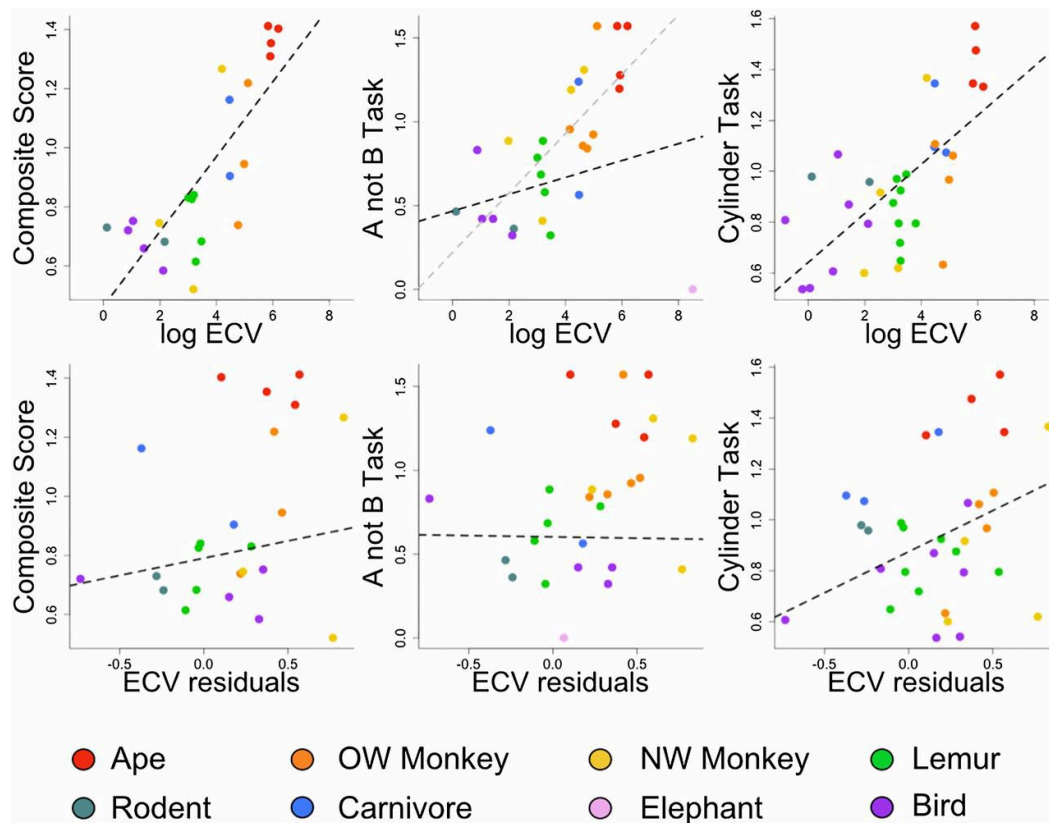 Composite Score
0.6 0.8 1.0 1.2 1.4
0 2 4 6 8
log ECV
A not B Task
0.0 0.5 1.0 1.5
0 2 4 6 8
log ECV
Cylinder Task
0.6 0.8 1.0 1.2 1.4 1.6
0 2 4 6 8
log ECV
Composite Score
0.6 0.8 1.0 1.2 1.4
-0.5 0.0 0.5
ECV residuals
A not B Task
0.0 0.5 1.0 1.5
-0.5 0.0 0.5
ECV residuals
Cylinder Task
0.6 0.8 1.0 1.2 1.4 1.6
-0.5 0.0 0.5
ECV residuals
Ape OW Monkey NW Monkey Lemur
Rodent Carnivore Elephant Bird